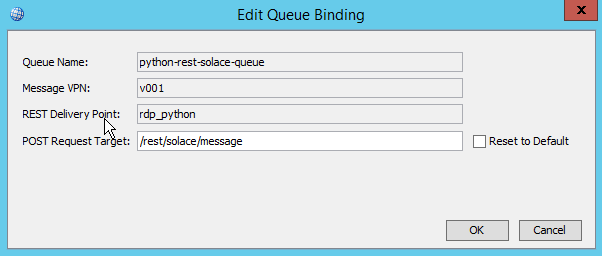 Edit Queue Binding
Queue Name: python-rest-solace-queue
Message VPN: v001
REST Delivery Point: rdp_python
POST Request Target: /rest/solace/message Reset to Default
OK Cancel